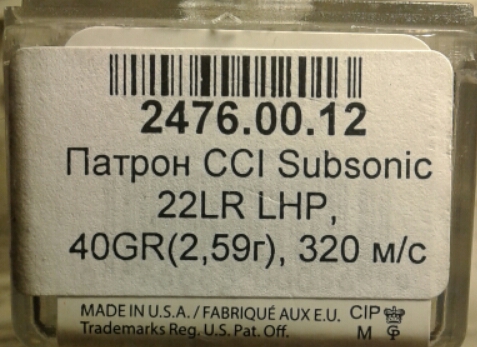 2476.00.12
Патрон CCI Subsonic
22LR LHP,
40GR(2,59г), 320 м/с
MADE IN U.S.A. / FABRIQUÉ AUX E.U. CIP
Trademarks Reg. U.S. Pat. Off. M